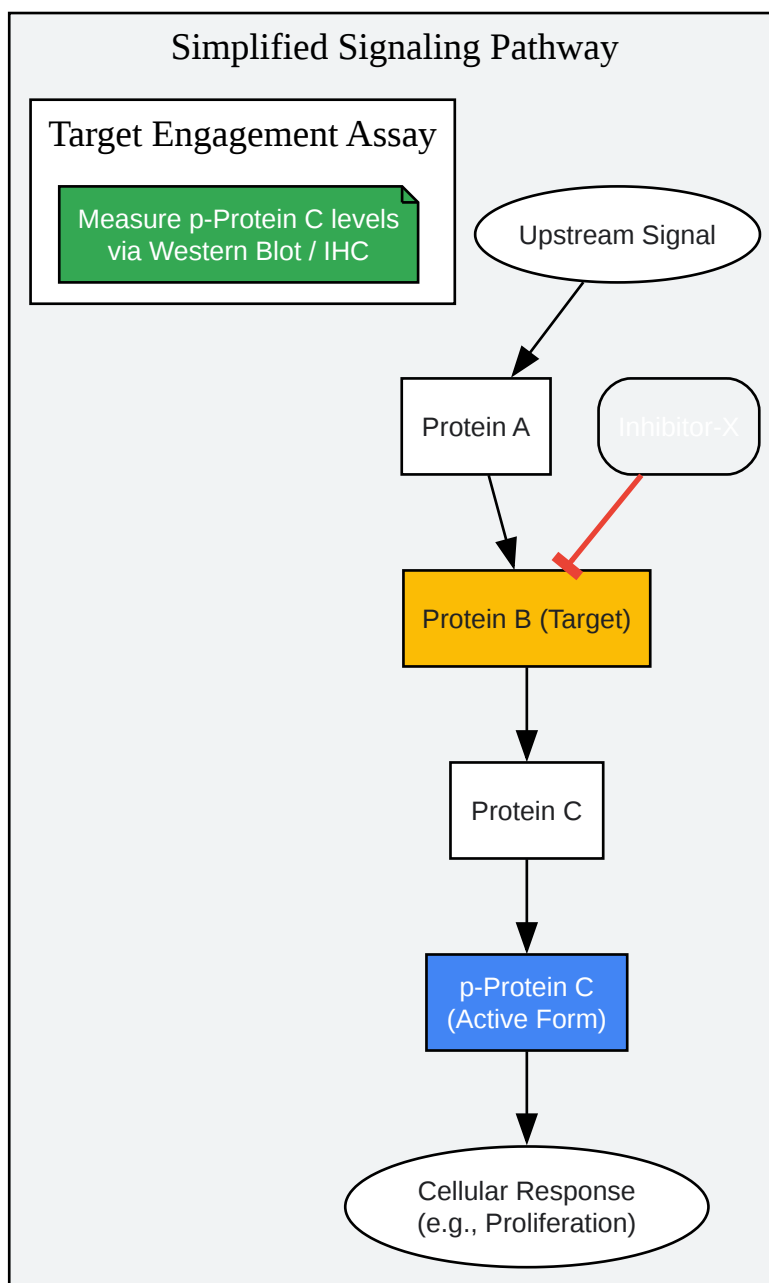 Simplified Signaling Pathway
Target Engagement Assay
Measure p-Protein C levels
via Western Blot / IHC
Upstream Signal
Protein A
Inhibitor-X
Protein B (Target)
Protein C
p-Protein C
(Active Form)
Cellular Response
(e.g., Proliferation)